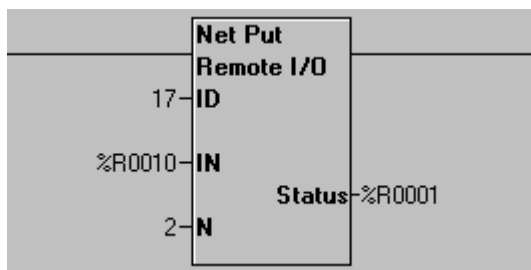 Net Put
Remote I/O
17 ID
%R0010 IN
Status %R0001
2 N